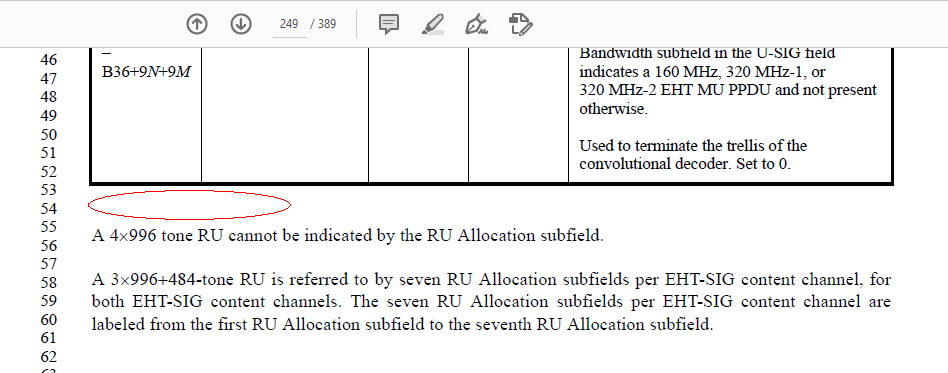 249 / 389
46
47
48
49
50
51
52
53
54
55
56
57
58
59
60
61
62
–
B36+9N+9M
Bandwidth subfield in the U-SIG field
indicates a 160 MHz, 320 MHz-1, or
320 MHz-2 EHT MU PPDU and not present
otherwise.
Used to terminate the trellis of the
convolutional decoder. Set to 0.
A 4×996 tone RU cannot be indicated by the RU Allocation subfield.
A 3×996+484-tone RU is referred to by seven RU Allocation subfields per EHT-SIG content channel, for
both EHT-SIG content channels. The seven RU Allocation subfields per EHT-SIG content channel are
labeled from the first RU Allocation subfield to the seventh RU Allocation subfield.